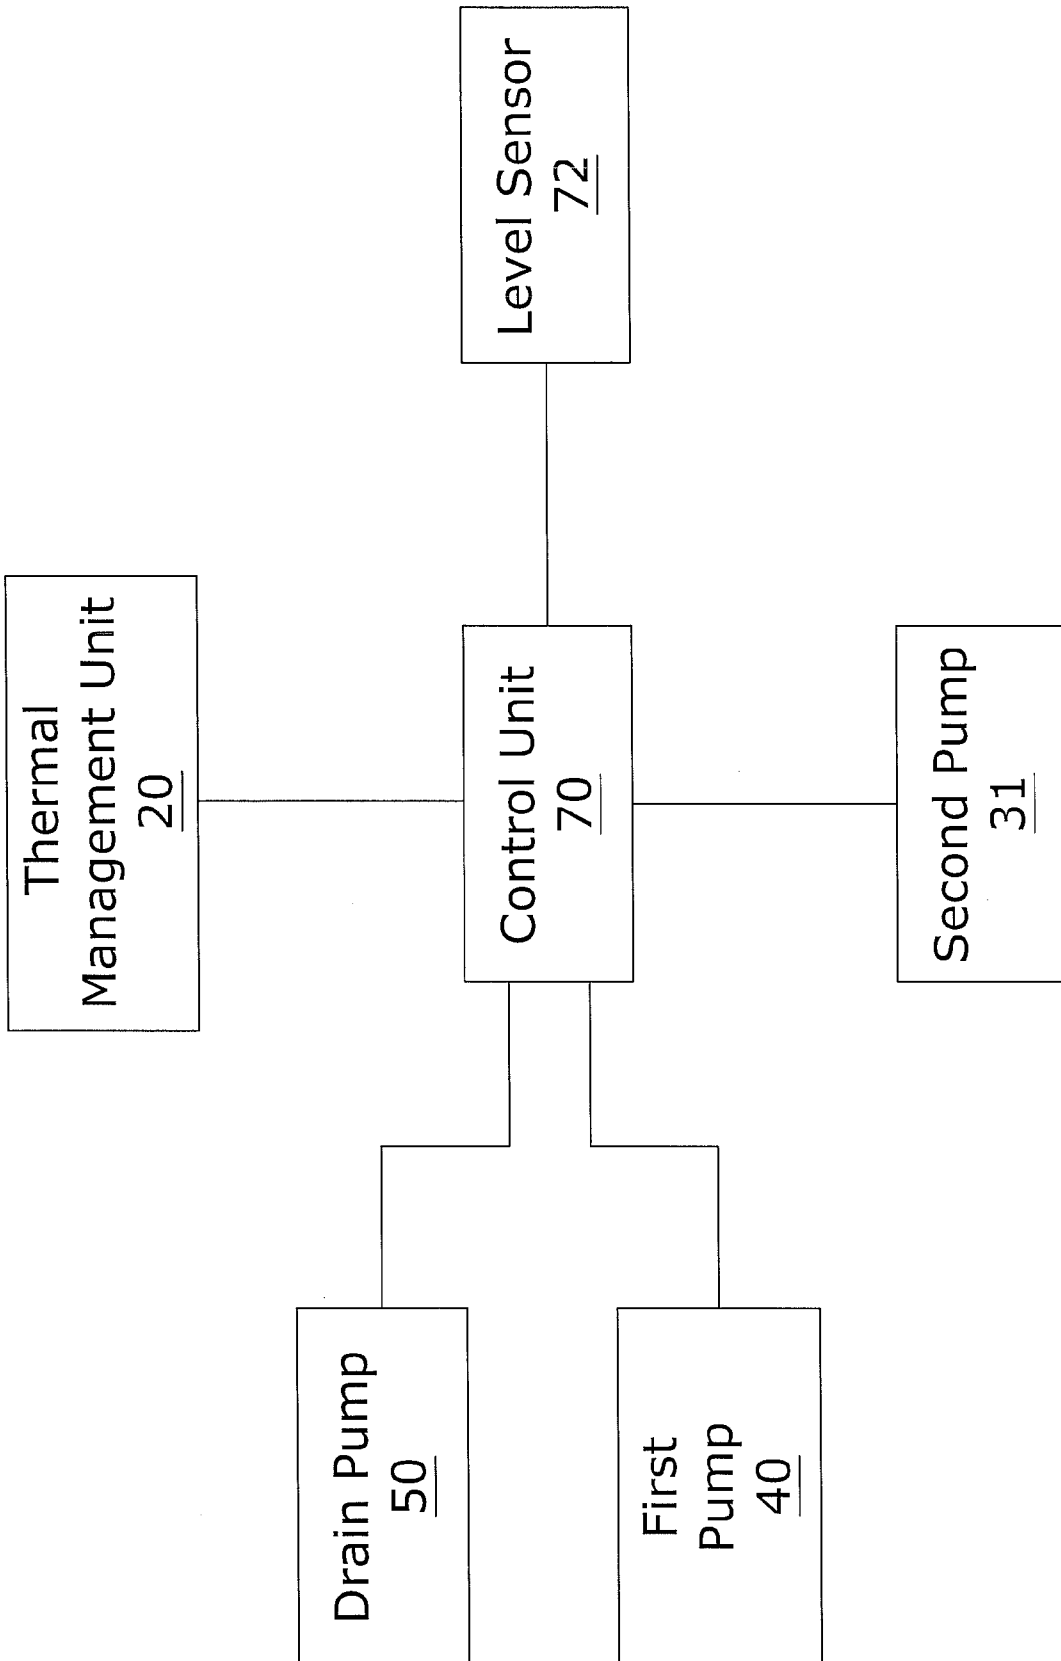 Thermal
Management Unit
20
Drain Pump
50
Control Unit
70
Level Sensor
72
First
Pump
40
Second Pump
31